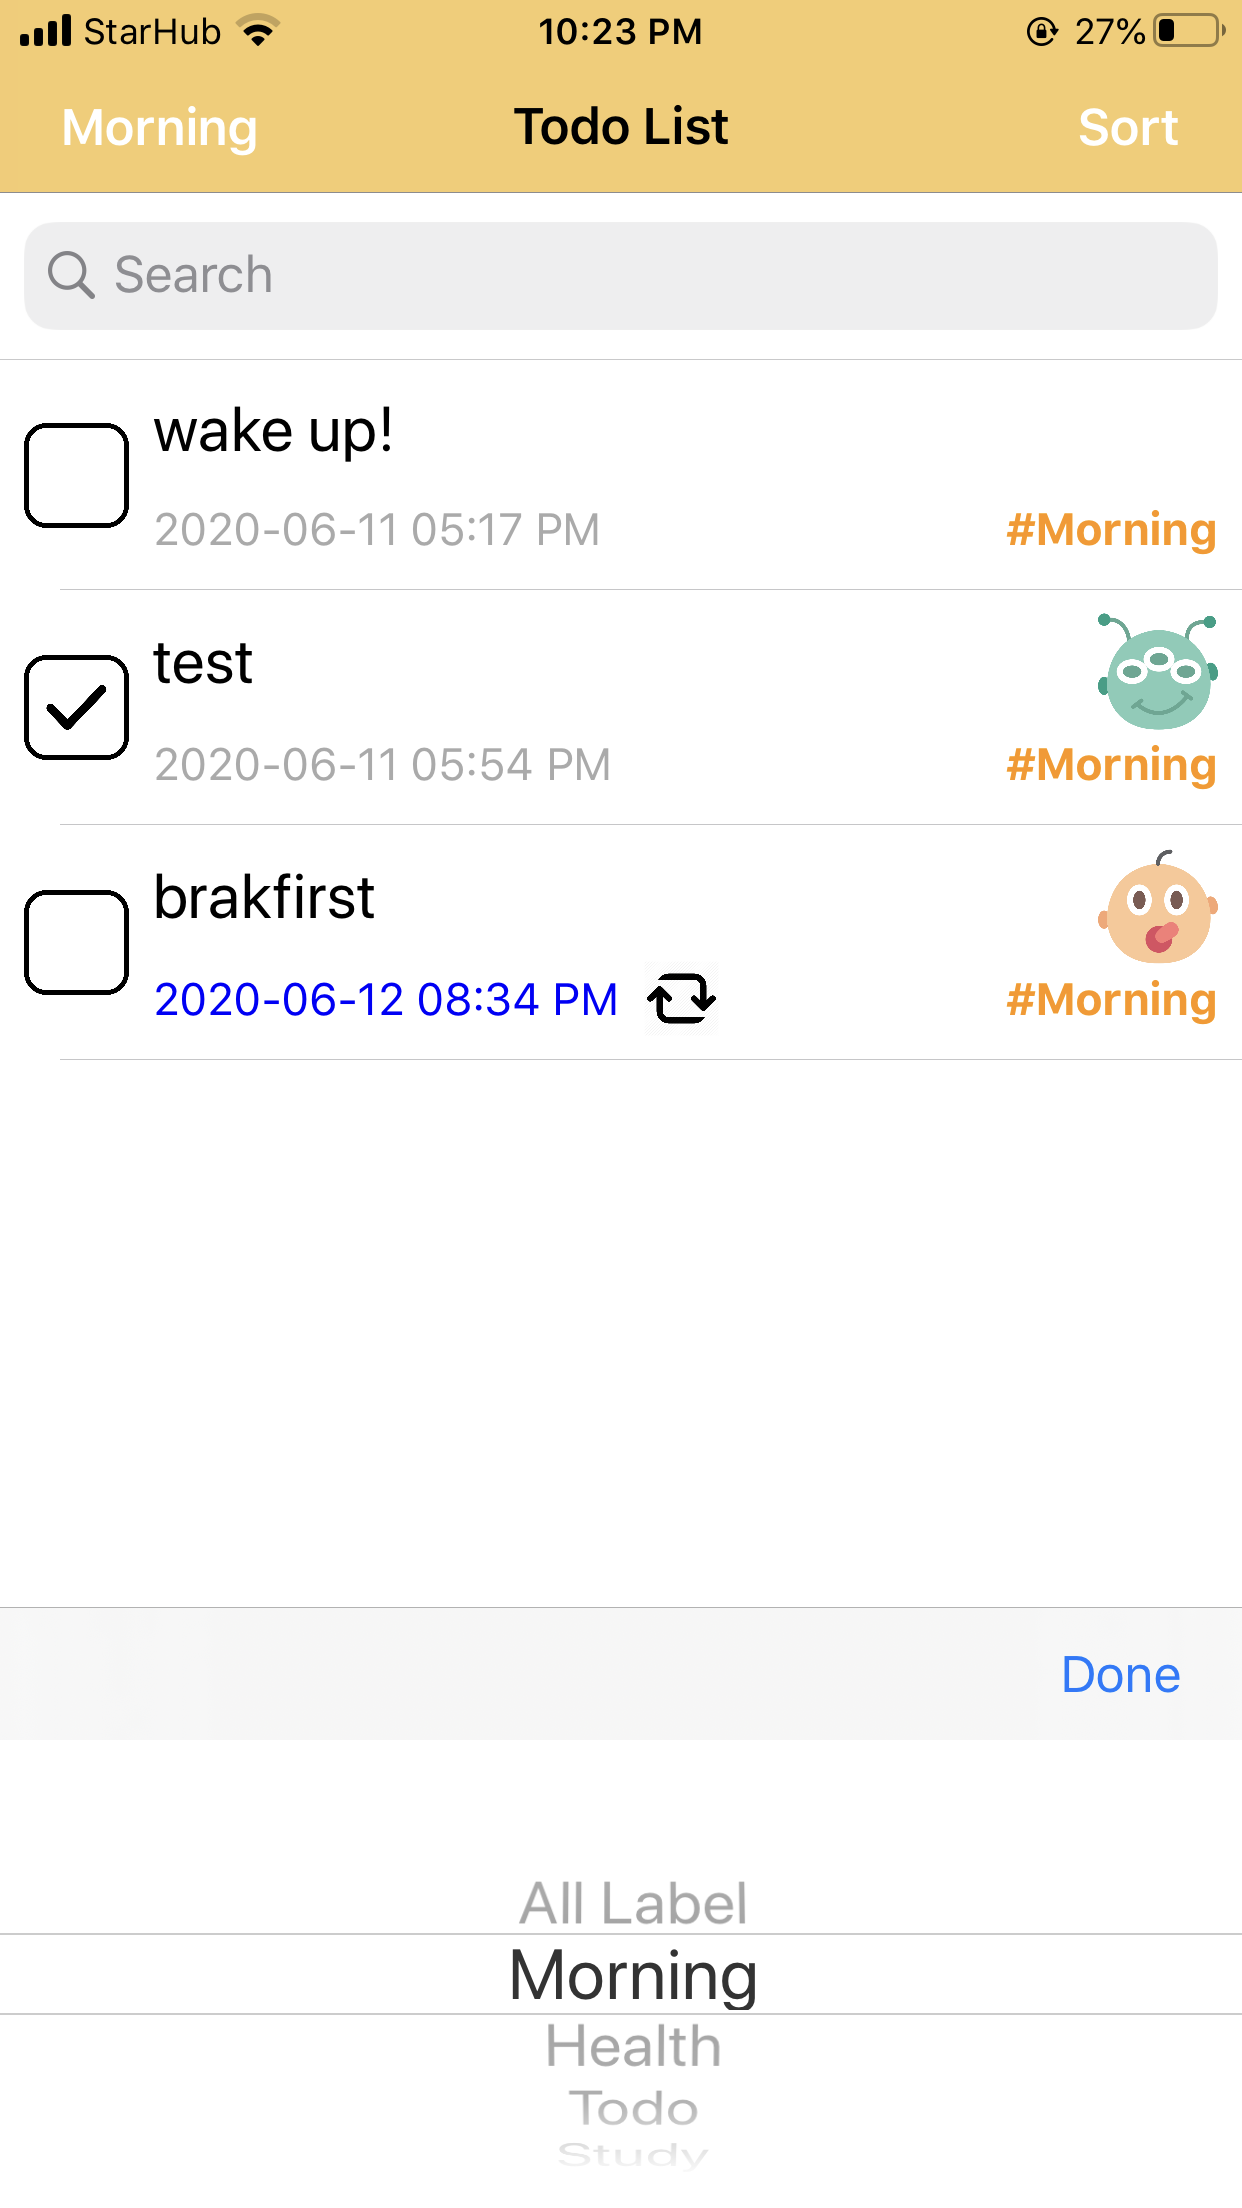 StarHub 10:23 PM 27%
Morning Todo List Sort
Search
wake up!
2020-06-11 05:17 PM #Morning
test
2020-06-11 05:54 PM #Morning
brakfirst
2020-06-12 08:34 PM #Morning
Done
All Label
Morning
Health
Todo
Study